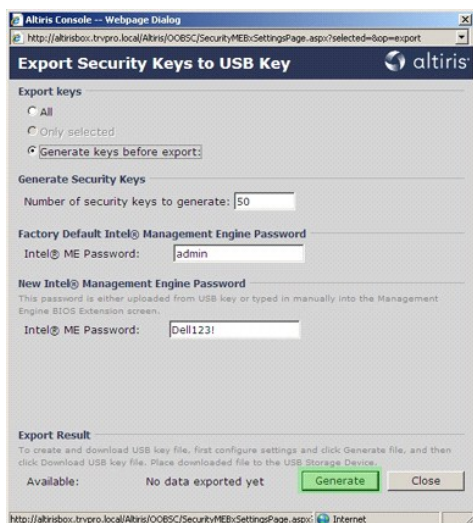 Altiris Console -- Webpage Dialog
http://altirisbox.trvpro.local/Altiris/OOBSC/SecurityMEBxSettingsPage.aspx?selected=&op=export
Export Security Keys to USB Key
altiris
Export keys
All
Only selected
Generate keys before export:
Generate Security Keys
Number of security keys to generate: 50
Factory Default Intel® Management Engine Password
Intel® ME Password: admin
New Intel® Management Engine Password
This password is either uploaded from USB key or typed in manually into the Management
Engine BIOS Extension screen.
Intel® ME Password: Dell123!
Export Result
To create and download USB key file, first configure settings and click Generate file, and then
click Download USB key file. Place downloaded file to the USB Storage Device.
Available: No data exported yet Generate Close
http://altirisbox.trvpro.local/Altiris/OOBSC/SecurityMEBxSettingsPage.aspx? Internet